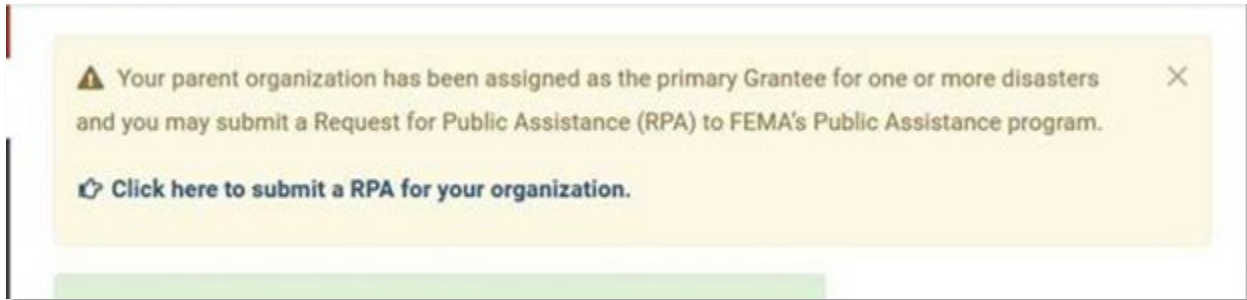 Your parent organization has been assigned as the primary Grantee for one or more disasters
and you may submit a Request for Public Assistance (RPA) to FEMA's Public Assistance program.
Click here to submit a RPA for your organization.